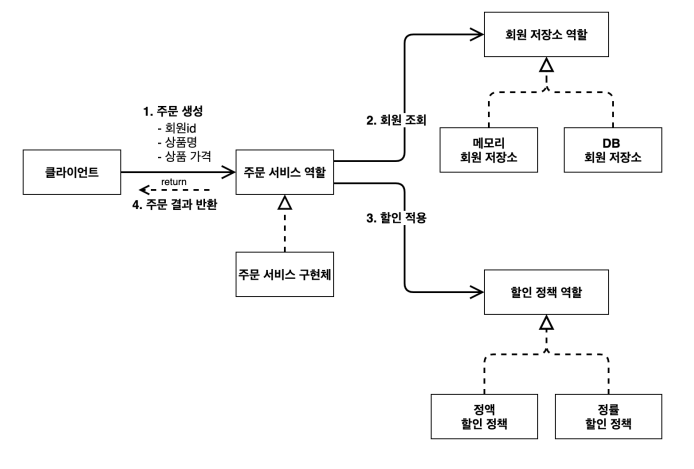 회원 저장소 역할
1. 주문 생성
- 회원id
- 상품명
- 상품 가격
2. 회원 조회
메모리
회원 저장소
DB
회원 저장소
클라이언트
주문 서비스 역할
return
4. 주문 결과 반환
3. 할인 적용
주문 서비스 구현체
할인 정책 역할
정액
할인 정책
정률
할인 정책